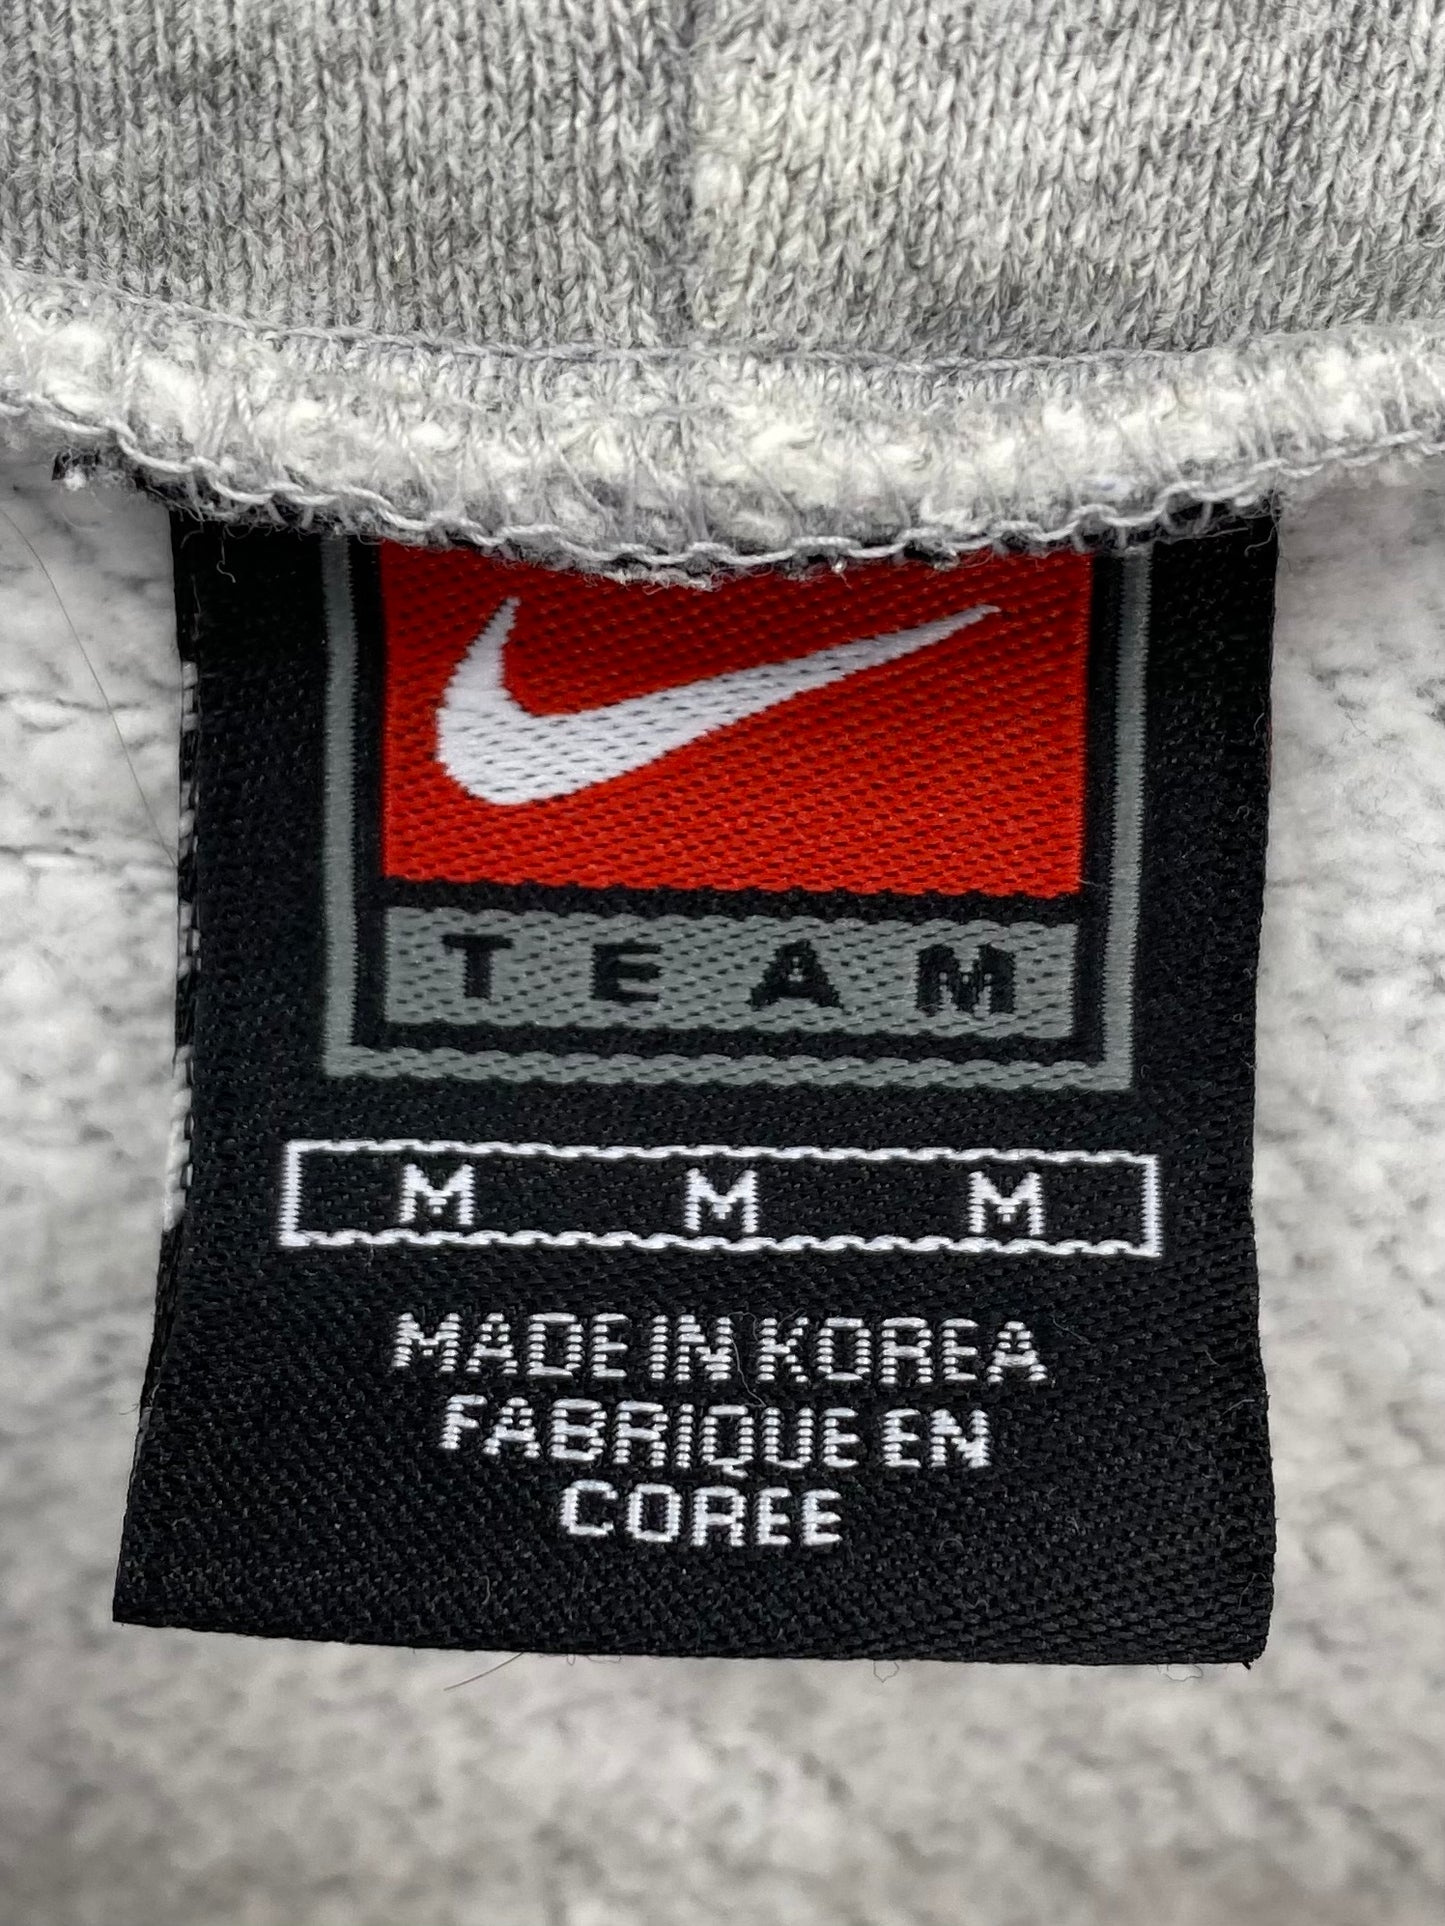 TEAM
M M M
MADE IN KOREA
FABRIQUE EN
COREE